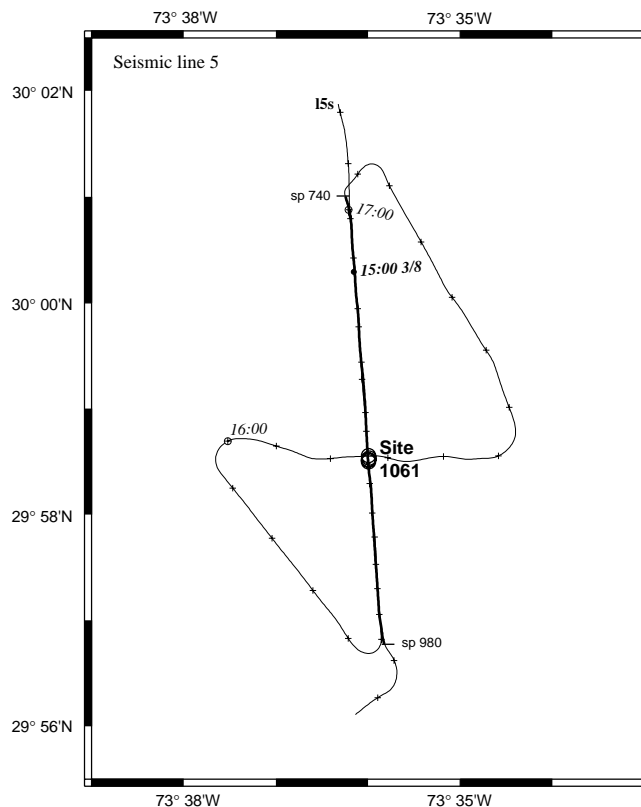 73° 38'W 73° 35'W
Seismic line 5
30° 02'N
l5s
sp 740
17:00
15:00 3/8
30° 00'N
16:00
Site
1061
29° 58'N
sp 980
29° 56'N
73° 38'W 73° 35'W